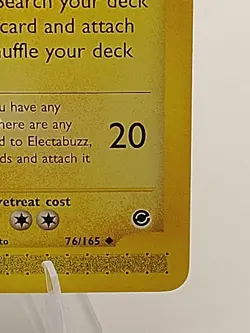 Search your deck
card and attach
uffle your deck
u have any
here are any
d to Electabuzz,
ds and attach it
20
retreat cost
to
76/165